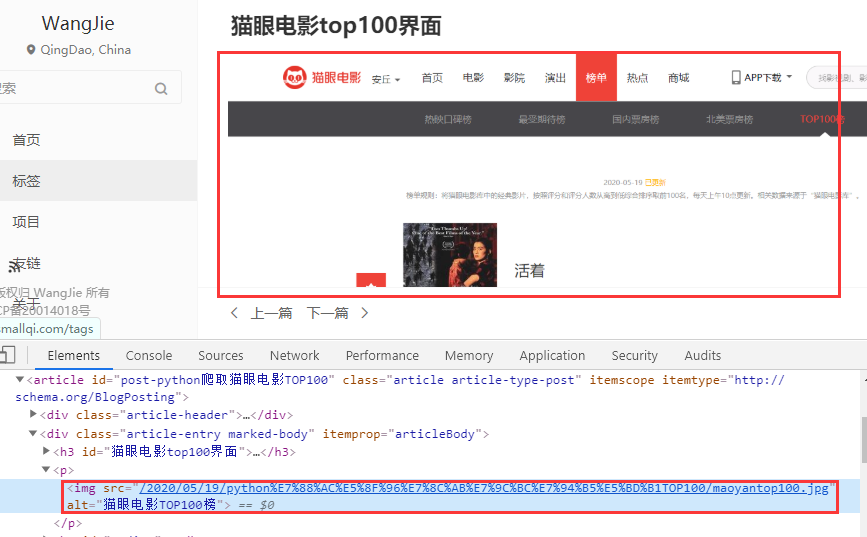 WangJie
QingDao, China
搜索
首页
标签
项目
友链
关于
版权归 WangJie 所有
CP备20014018号
mallqi.com/tags
猫眼电影top100界面
猫眼电影 安丘 首页 电影 影院 演出 榜单 热点 商城 APP下载
热映口碑榜 最受期待榜 国内票房榜 北美票房榜 TOP100榜
2020-05-19 已更新
榜单规则:将猫眼电影库中的经典影片,按照评分和评分人数从高到低综合排序取前100名,每天上午10点更新。相关数据来源于“猫眼电影库”。
活着
上一篇 下一篇
Elements Console Sources Network Performance Memory Application Security Audits
▼<article id="post-python爬取猫眼电影TOP100" class="article article-type-post" itemscope itemtype="http://
schema.org/BlogPosting">
▶<div class="article-header">…</div>
▼<div class="article-entry marked-body" itemprop="articleBody">
▶<h3 id="猫眼电影top100界面">…</h3>
▼<p>
<img src="/2020/05/19/python%E7%88%AC%E5%8F%96%E7%8C%AB%E7%9C%BC%E7%94%B5%E5%BD%B1TOP100/maoyantop100.jpg"
alt="猫眼电影TOP100榜"> == $0
</p>